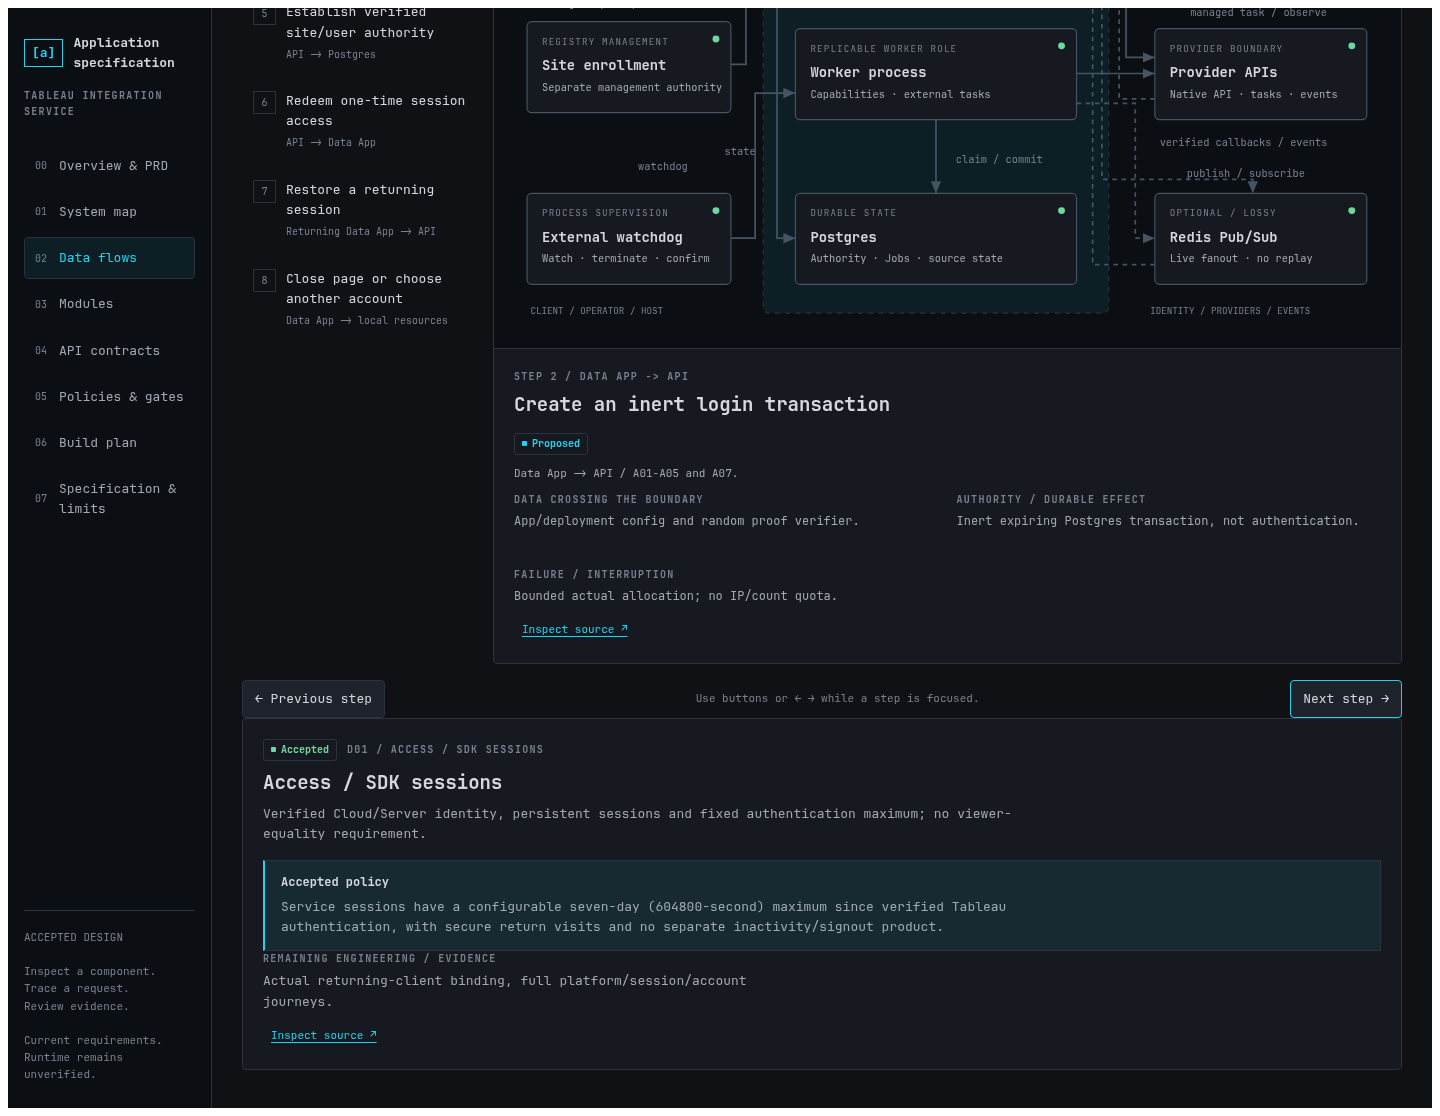 [a]
Application
specification
TABLEAU INTEGRATION
SERVICE
00 Overview & PRD
01 System map
02 Data flows
03 Modules
04 API contracts
05 Policies & gates
06 Build plan
07 Specification &
limits
ACCEPTED DESIGN
Inspect a component.
Trace a request.
Review evidence.
Current requirements.
Runtime remains
unverified.
5 Establish verified
site/user authority
API → Postgres
6 Redeem one-time session
access
API → Data App
7 Restore a returning
session
Returning Data App → API
8 Close page or choose
another account
Data App → local resources
managed task / observe
REGISTRY MANAGEMENT
Site enrollment
Separate management authority
REPLICABLE WORKER ROLE
Worker process
Capabilities · external tasks
PROVIDER BOUNDARY
Provider APIs
Native API · tasks · events
state
watchdog
claim / commit
verified callbacks / events
publish / subscribe
PROCESS SUPERVISION
External watchdog
Watch · terminate · confirm
DURABLE STATE
Postgres
Authority · Jobs · source state
OPTIONAL / LOSSY
Redis Pub/Sub
Live fanout · no replay
CLIENT / OPERATOR / HOST
IDENTITY / PROVIDERS / EVENTS
STEP 2 / DATA APP -> API
Create an inert login transaction
Proposed
Data App → API / A01-A05 and A07.
DATA CROSSING THE BOUNDARY
App/deployment config and random proof verifier.
AUTHORITY / DURABLE EFFECT
Inert expiring Postgres transaction, not authentication.
FAILURE / INTERRUPTION
Bounded actual allocation; no IP/count quota.
Inspect source ↗
← Previous step
Use buttons or ← → while a step is focused.
Next step →
Accepted D01 / ACCESS / SDK SESSIONS
Access / SDK sessions
Verified Cloud/Server identity, persistent sessions and fixed authentication maximum; no viewer-
equality requirement.
Accepted policy
Service sessions have a configurable seven-day (604800-second) maximum since verified Tableau
authentication, with secure return visits and no separate inactivity/signout product.
REMAINING ENGINEERING / EVIDENCE
Actual returning-client binding, full platform/session/account
journeys.
Inspect source ↗